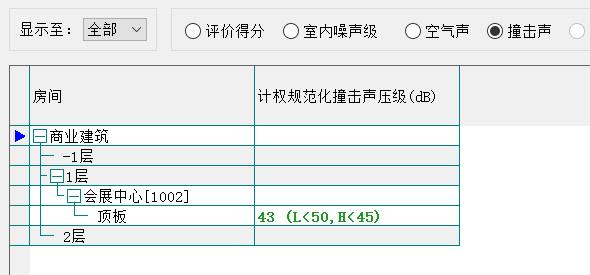 显示至: 全部 评价得分 室内噪声级 空气声 撞击声
房间 计权规范化撞击声压级(dB)
商业建筑
-1层
1层
会展中心[1002]
顶板 43 (L<50,H<45)
2层